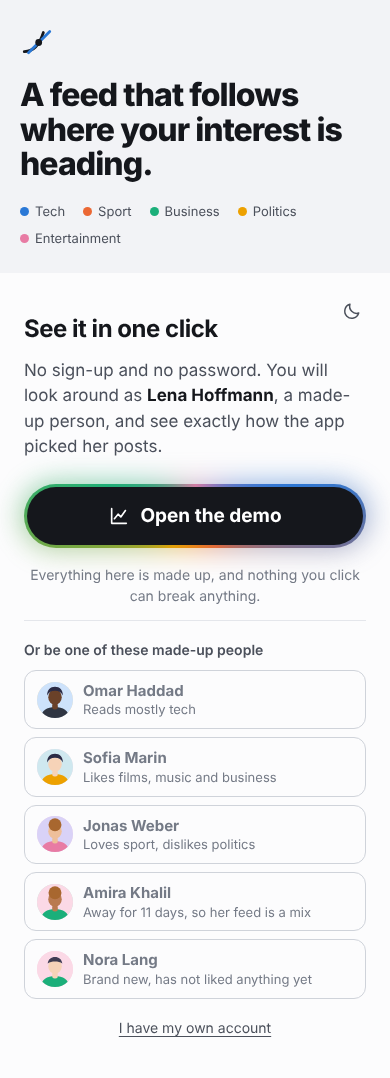 A feed that follows
where your interest is
heading.
Tech Sport Business Politics
Entertainment
See it in one click
No sign-up and no password. You will
look around as Lena Hoffmann, a made-
up person, and see exactly how the app
picked her posts.
Open the demo
Everything here is made up, and nothing you click
can break anything.
Or be one of these made-up people
Omar Haddad
Reads mostly tech
Sofia Marin
Likes films, music and business
Jonas Weber
Loves sport, dislikes politics
Amira Khalil
Away for 11 days, so her feed is a mix
Nora Lang
Brand new, has not liked anything yet
I have my own account